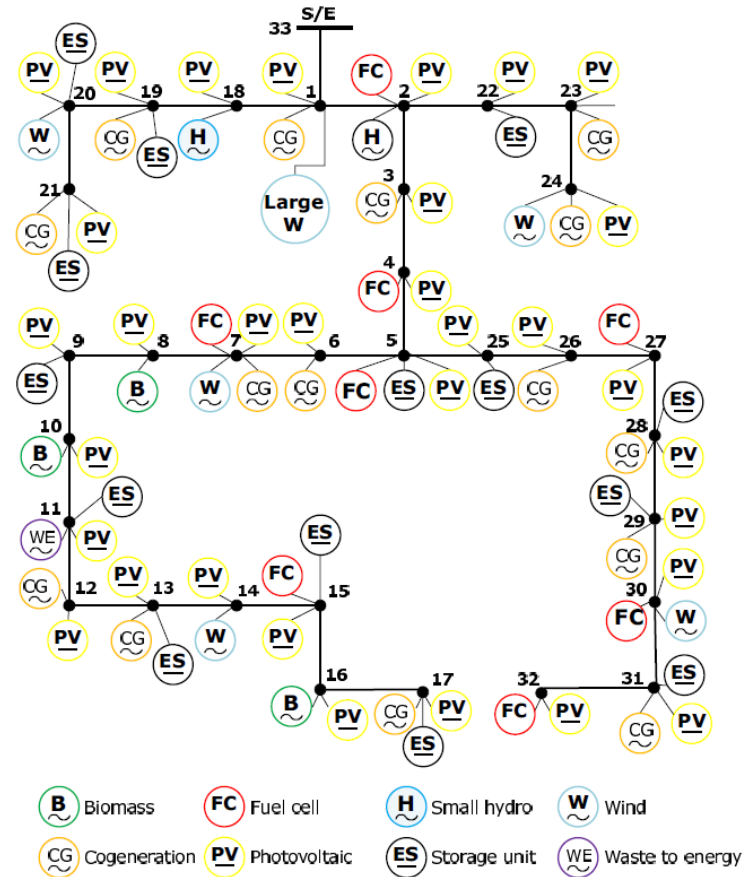 S/E
33
ES
PV PV PV PV FC PV PV PV
20 19 18 1 2 22 23
W CG ES H CG H ES CG
21 3 24
Large W
CG PV
CG ES PV
W CG PV
4
FC PV
PV PV FC PV PV PV PV FC
9 8 7 6 5 25 26 27
ES B W CG CG FC ES PV ES CG PV
10 28 ES
B PV CG PV
11 ES ES
WE PV 29 PV
CG ES CG
12 PV 13 PV 14 FC 15 30 PV
PV CG ES W PV FC W
16 17 32 31 ES
B PV CG PV FC PV CG PV
ES
B Biomass FC Fuel cell H Small hydro W Wind
CG Cogeneration PV Photovoltaic ES Storage unit WE Waste to energy